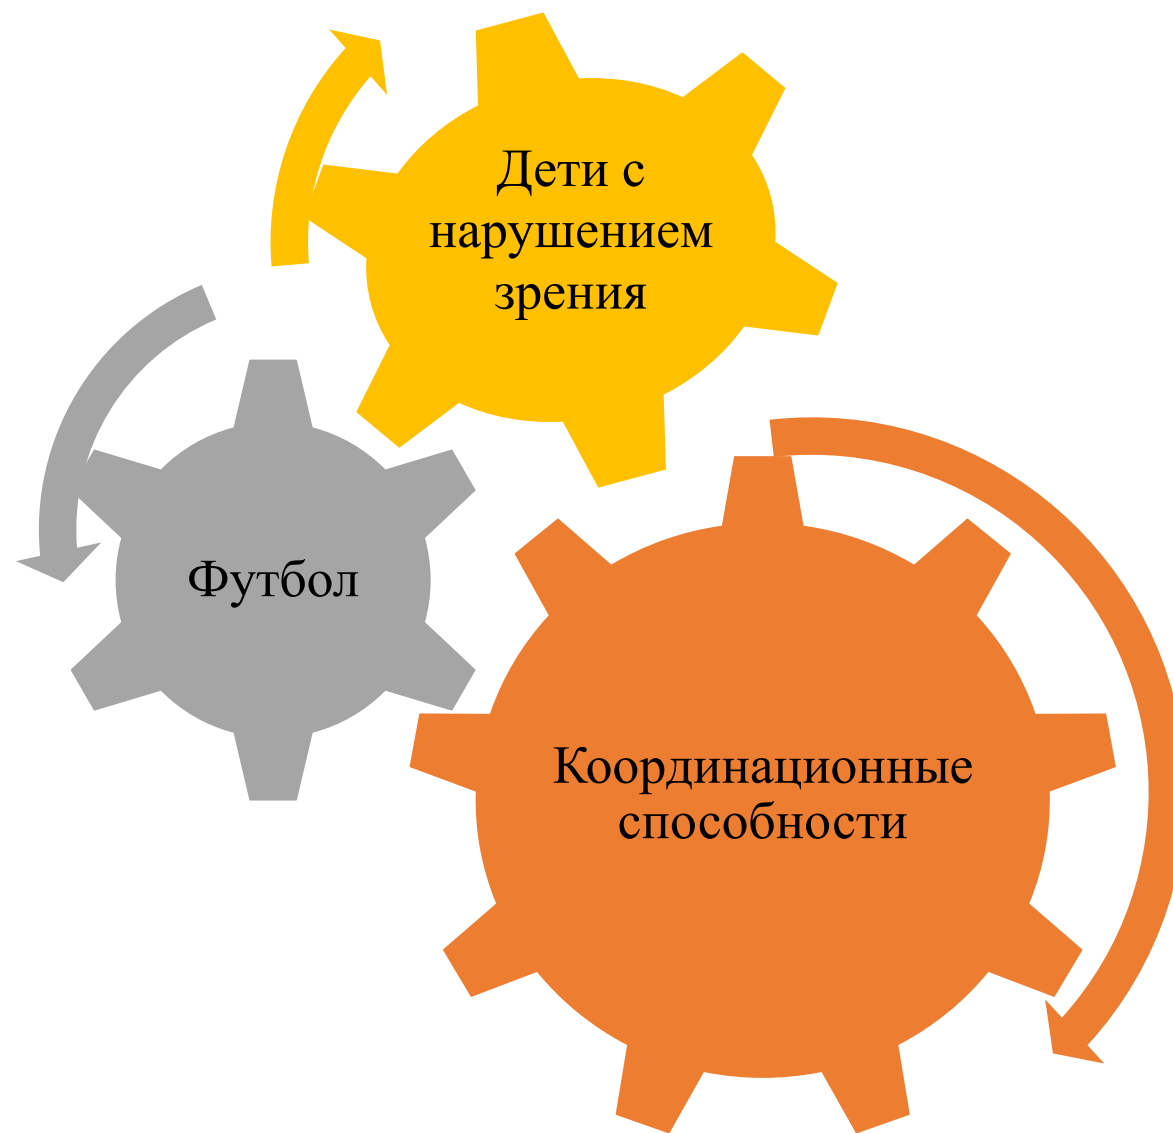 Дети с
нарушением
зрения
Футбол
Координационные
способности